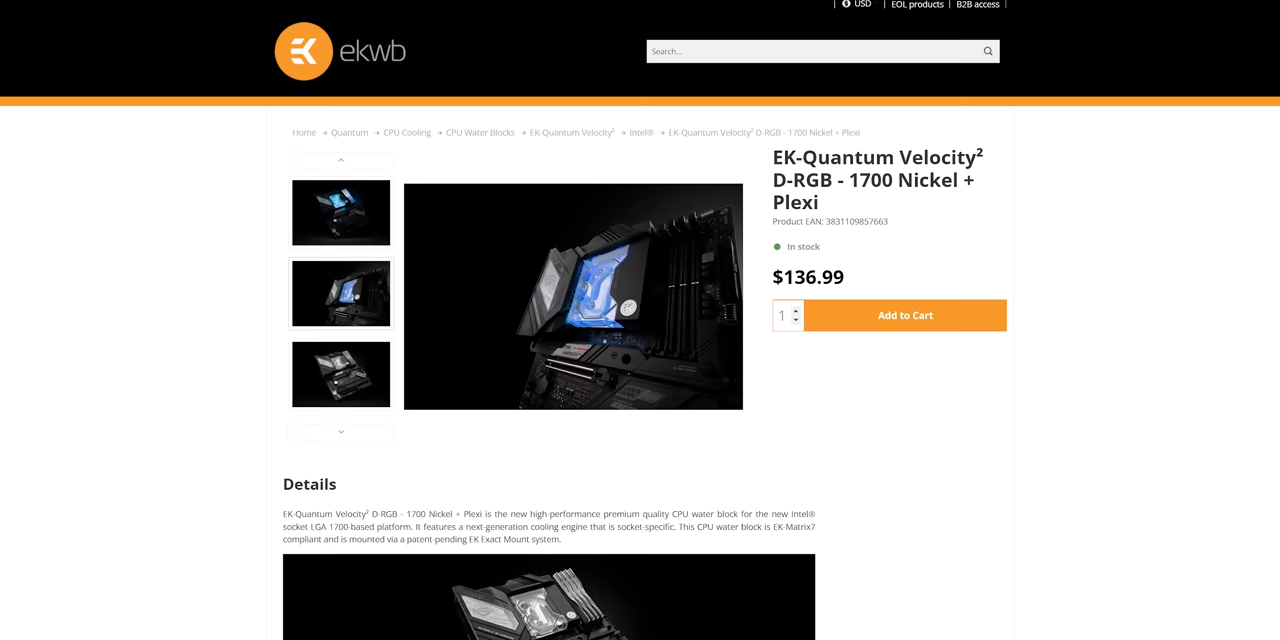 USD
EOL products
B2B access
ekwb
Search...
Home → Quantum → CPU Cooling → CPU Water Blocks → EK-Quantum Velocity² → Intel® → EK-Quantum Velocity² D-RGB - 1700 Nickel + Plexi
EK-Quantum Velocity²
D-RGB - 1700 Nickel +
Plexi
Product EAN: 3831109857663
In stock
$136.99
1
Add to Cart
Details
EK-Quantum Velocity² D-RGB - 1700 Nickel + Plexi is the new high-performance premium quality CPU water block for the new Intel®
socket LGA 1700-based platform. It features a next-generation cooling engine that is socket-specific. This CPU water block is EK-Matrix7
compliant and is mounted via a patent-pending EK Exact Mount system.